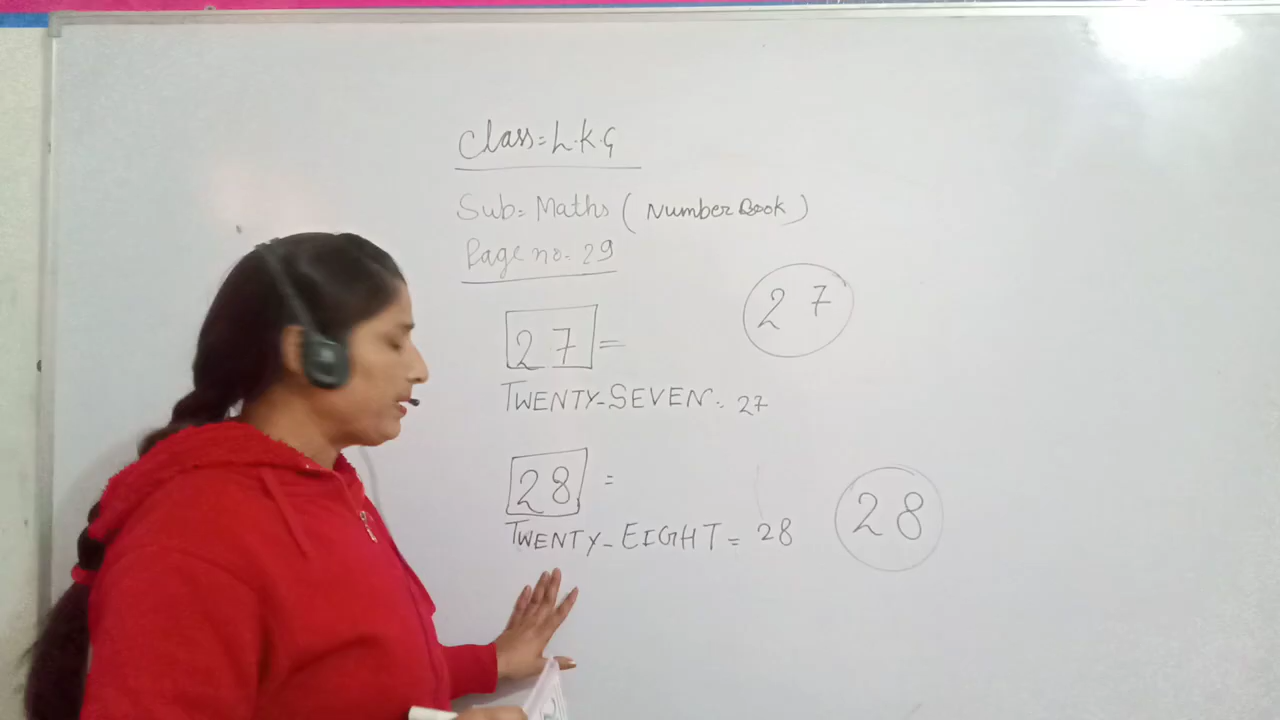 Class= L.K.G
Sub= Maths ( Number Book )
Page no. 29
27 =
27
TWENTY-SEVEN = 27
28 =
TWENTY-EIGHT = 28
28